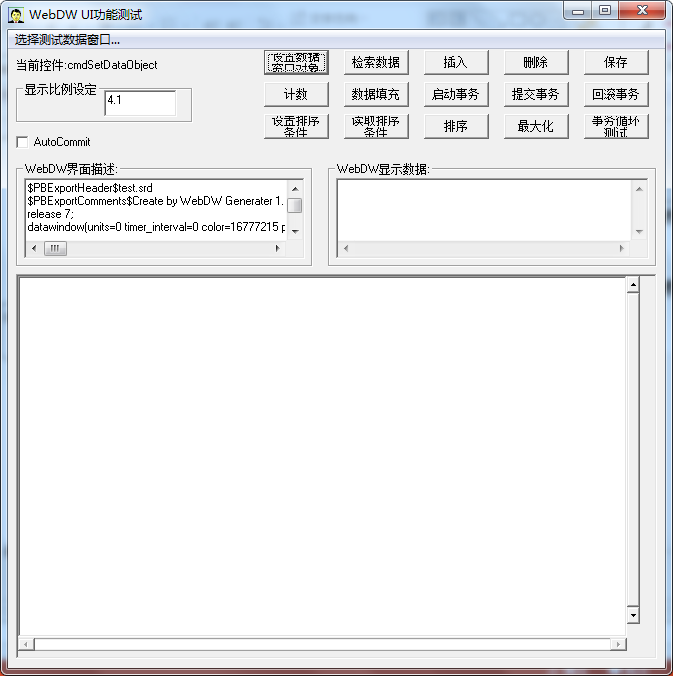 WebDW UI功能测试
选择测试数据窗口...
当前控件:cmdSetDataObject
设置数据
窗口对象
检索数据
插入
删除
保存
显示比例设定
4.1
计数
数据填充
启动事务
提交事务
回滚事务
设置排序
条件
读取排序
条件
排序
最大化
事务循环
测试
AutoCommit
WebDW界面描述:
$PBExportHeader$test.srd
$PBExportComments$Create by WebDW Generater 1.
release 7;
datawindow(units=0 timer_interval=0 color=16777215 p
WebDW显示数据: